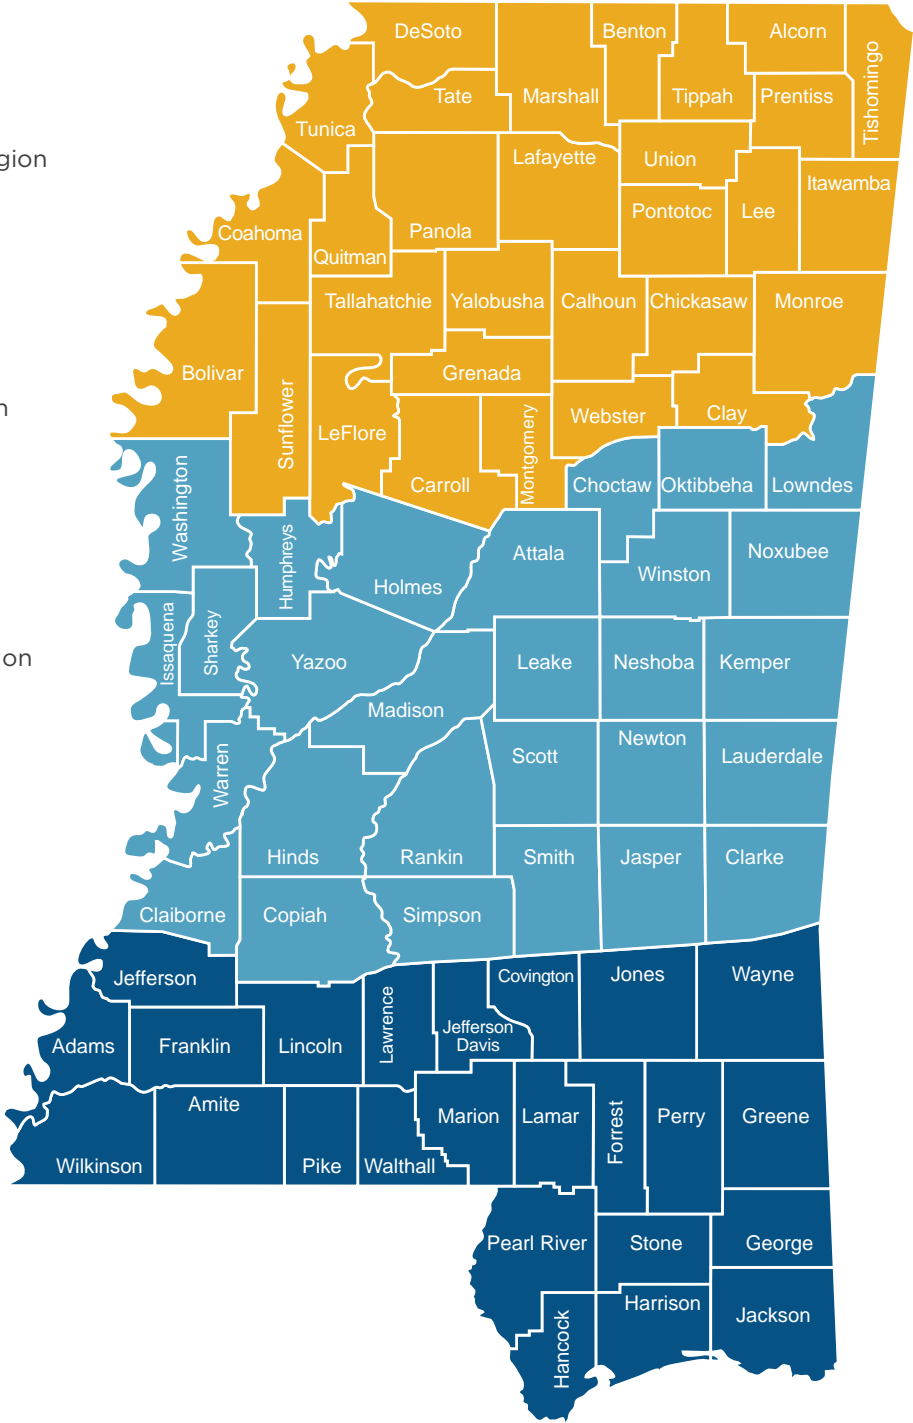 DeSoto
Benton
Alcorn
Tishomingo
Tate
Marshall
Tippah
Prentiss
Tunica
gion
Lafayette
Union
Itawamba
Pontotoc
Lee
Coahoma
Panola
Quitman
Tallahatchie
Yalobusha
Calhoun
Chickasaw
Monroe
Bolivar
Grenada
n
Sunflower
LeFlore
Montgomery
Webster
Clay
Carroll
Choctaw
Oktibbeha
Lowndes
Washington
Humphreys
Attala
Noxubee
Holmes
Winston
Issaquena
Sharkey
on
Yazoo
Leake
Neshoba
Kemper
Madison
Newton
Scott
Lauderdale
Warren
Hinds
Rankin
Smith
Jasper
Clarke
Claiborne
Copiah
Simpson
Jefferson
Covington
Jones
Wayne
Lawrence
Jefferson
Davis
Adams
Franklin
Lincoln
Amite
Marion
Lamar
Forrest
Perry
Greene
Wilkinson
Pike
Walthall
Pearl River
Stone
George
Harrison
Jackson
Hancock